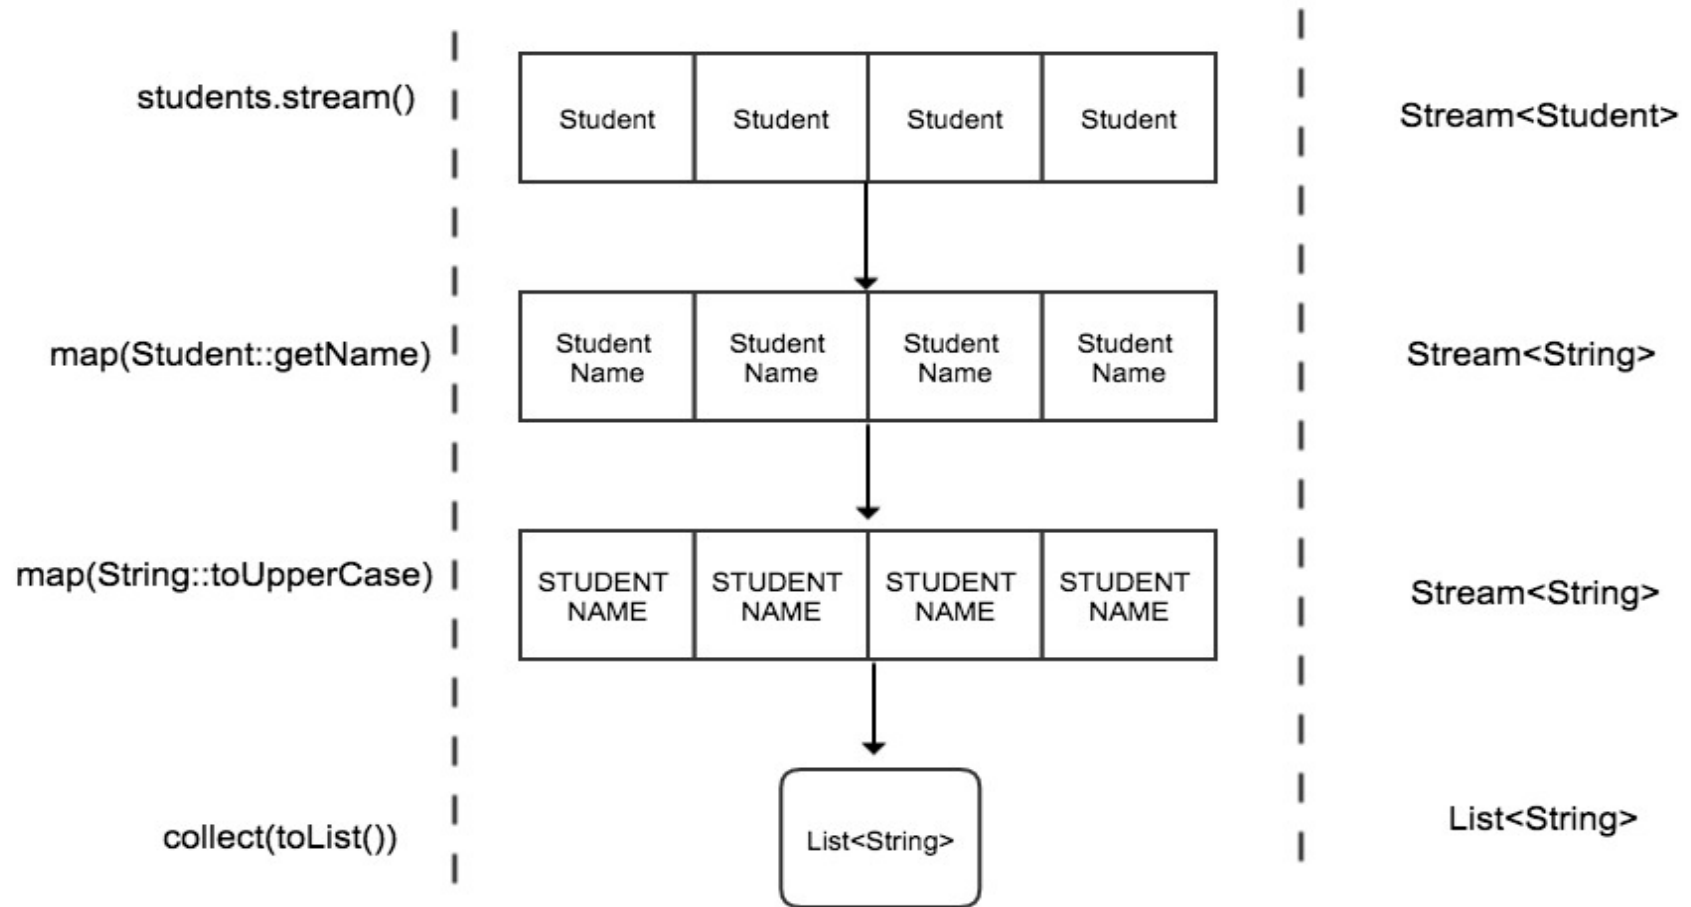 students.stream()
Student Student Student Student
Stream<Student>
map(Student::getName)
Student Student Student Student
Name Name Name Name
Stream<String>
map(String::toUpperCase)
STUDENT STUDENT STUDENT STUDENT
NAME NAME NAME NAME
Stream<String>
collect(toList())
List<String>
List<String>